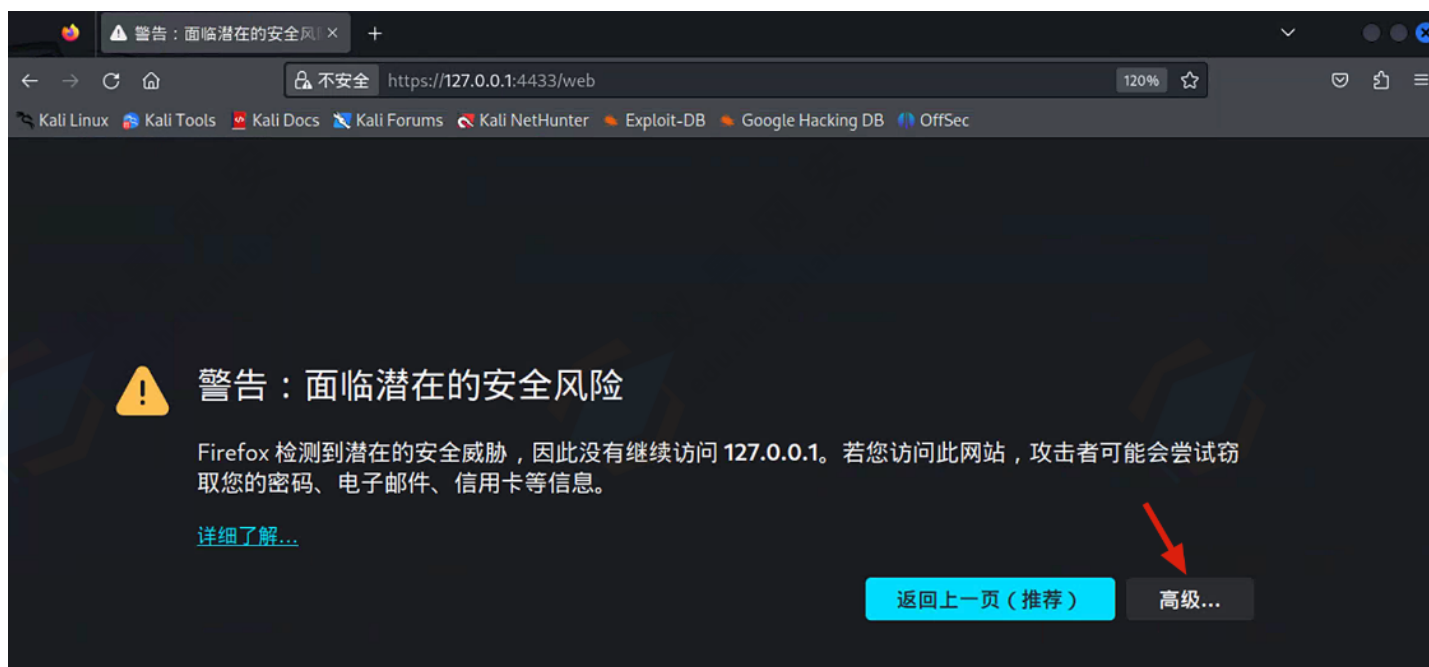 警告：面临潜在的安全风
不安全 https://127.0.0.1:4433/web 120%
Kali Linux Kali Tools Kali Docs Kali Forums Kali NetHunter Exploit-DB Google Hacking DB OffSec
警告：面临潜在的安全风险
Firefox 检测到潜在的安全威胁，因此没有继续访问 127.0.0.1。若您访问此网站，攻击者可能会尝试窃
取您的密码、电子邮件、信用卡等信息。
详细了解...
返回上一页（推荐） 高级...